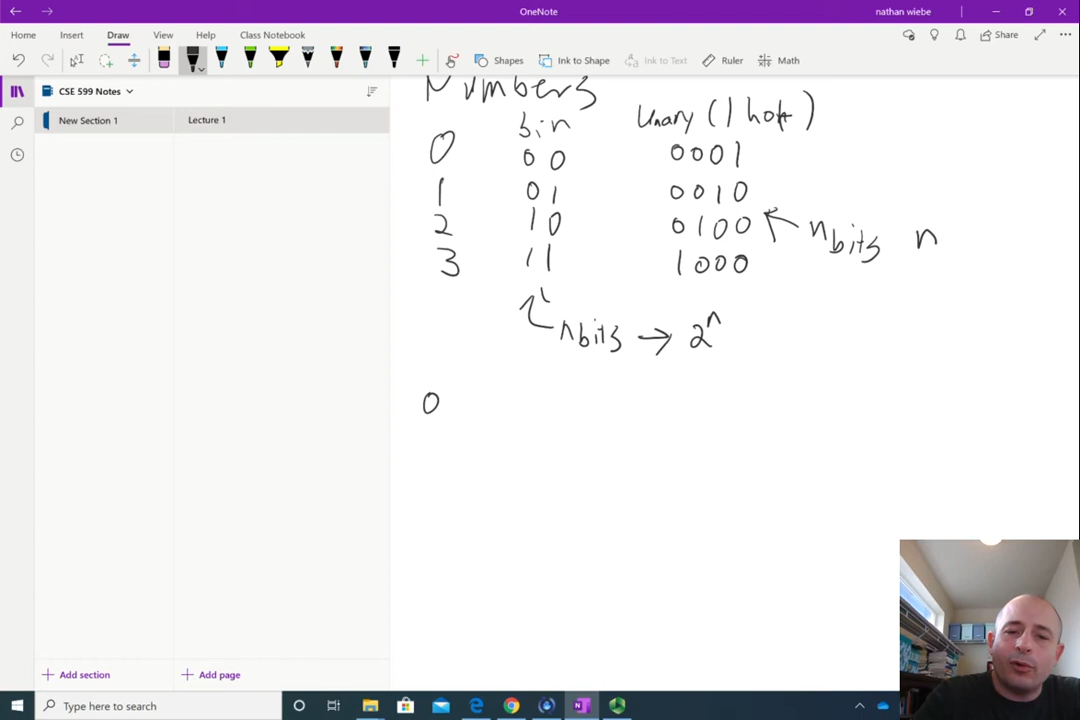 OneNote
nathan wiebe
Home Insert Draw View Help Class Notebook
Share
Shapes Ink to Shape Ink to Text Ruler Math
CSE 599 Notes
New Section 1
Lecture 1
Numbers
bin Unary (1 hot)
0 00 0001
1 01 0010
2 10 0100 n bits n
3 11 1000
n bits → 2^n
0
Add section
Add page
Type here to search